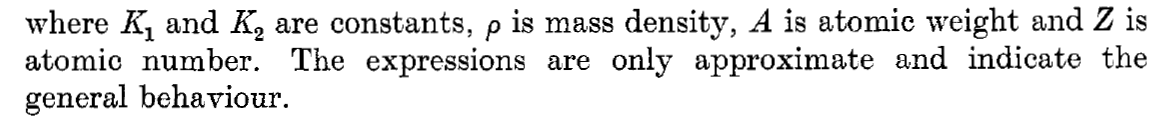 where K₁ and K₂ are constants, ρ is mass density, A is atomic weight and Z is
atomic number. The expressions are only approximate and indicate the
general behaviour.